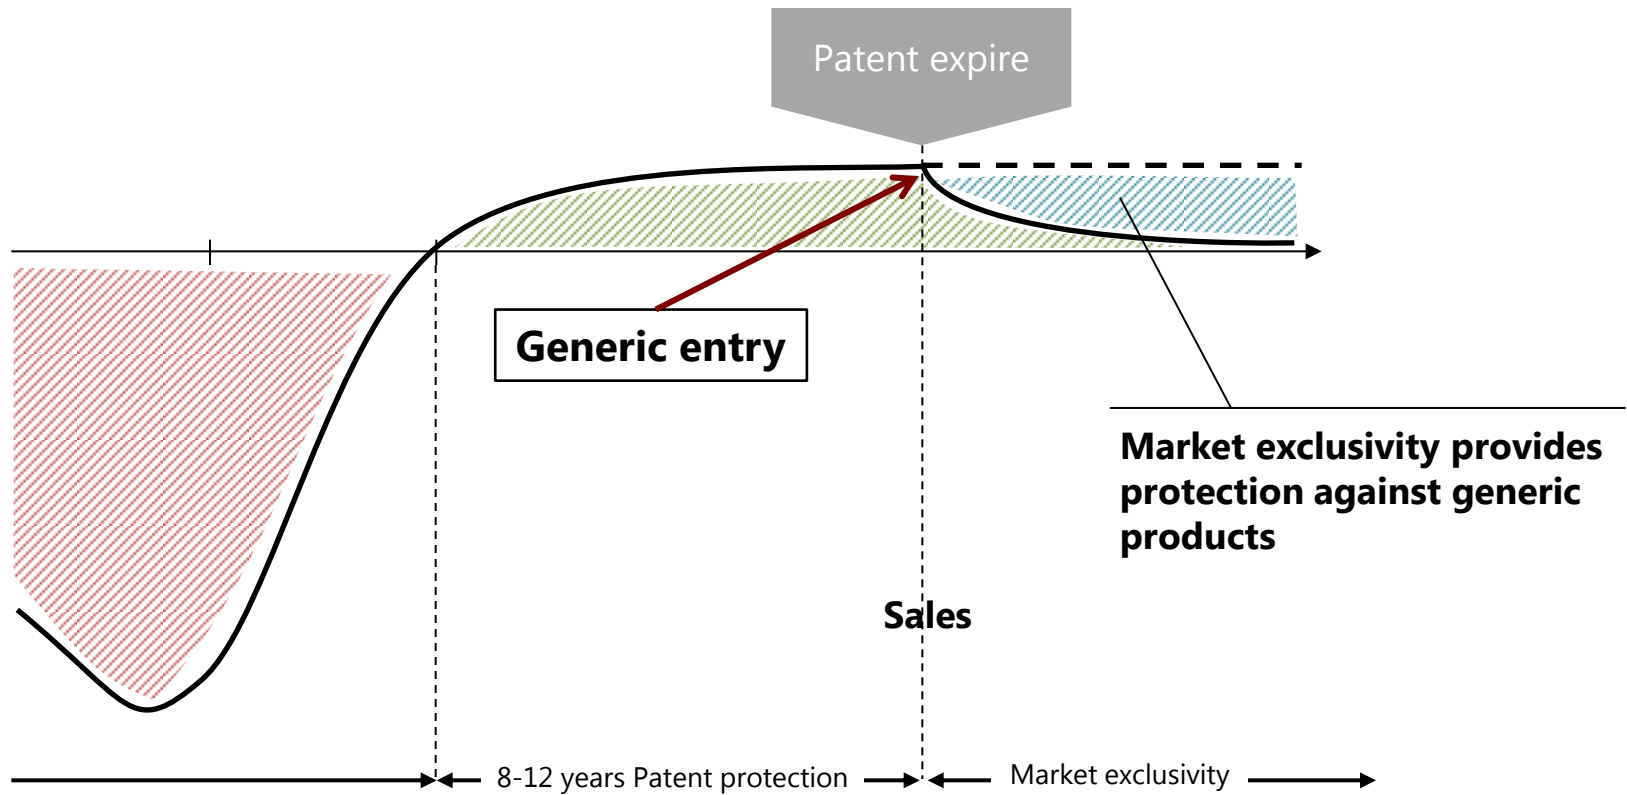 Patent expire
Generic entry
Market exclusivity provides
protection against generic
products
Sales
8-12 years Patent protection
Market exclusivity